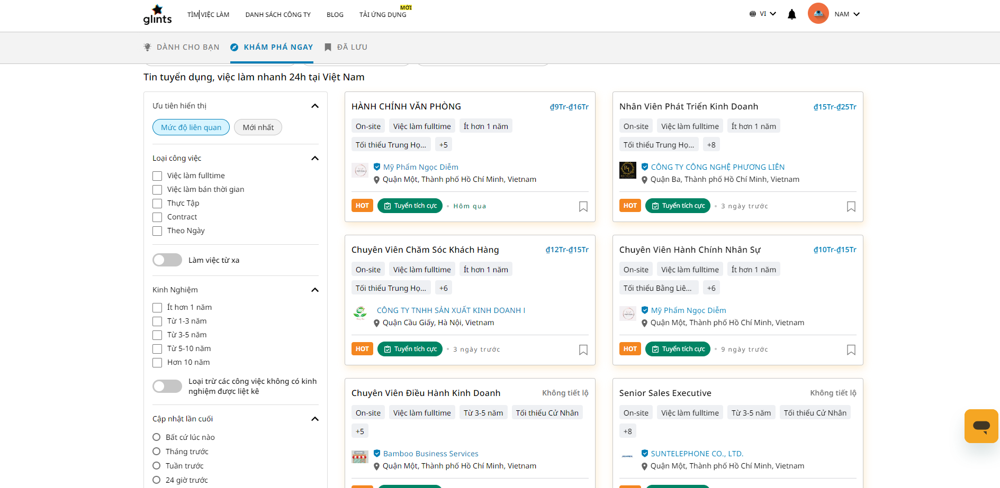 glints
TÌM VIỆC LÀM
DANH SÁCH CÔNG TY
BLOG
TẢI ỨNG DỤNG
MỚI
VI
NAM
DÀNH CHO BẠN
KHÁM PHÁ NGAY
ĐÃ LƯU
Tin tuyển dụng, việc làm nhanh 24h tại Việt Nam
Ưu tiên hiển thị
Mức độ liên quan
Mới nhất
Loại công việc
Việc làm fulltime
Việc làm bán thời gian
Thực Tập
Contract
Theo Ngày
Làm việc từ xa
Kinh Nghiệm
Ít hơn 1 năm
Từ 1-3 năm
Từ 3-5 năm
Từ 5-10 năm
Hơn 10 năm
Loại trừ các công việc không có kinh
nghiệm được liệt kê
Cập nhật lần cuối
Bất cứ lúc nào
Tháng trước
Tuần trước
24 giờ trước
HÀNH CHÍNH VĂN PHÒNG
₫9Tr-₫16Tr
On-site
Việc làm fulltime
Ít hơn 1 năm
Tối thiểu Trung Họ...
+5
Mỹ Phẩm Ngọc Diễm
Quận Một, Thành phố Hồ Chí Minh, Vietnam
HOT
Tuyển tích cực
• Hôm qua
Nhân Viên Phát Triển Kinh Doanh
₫15Tr-₫25Tr
On-site
Việc làm fulltime
Ít hơn 1 năm
Tối thiểu Trung Họ...
+8
CÔNG TY CÔNG NGHỆ PHƯƠNG LIÊN
Quận Ba, Thành phố Hồ Chí Minh, Vietnam
HOT
Tuyển tích cực
• 3 ngày trước
Chuyên Viên Chăm Sóc Khách Hàng
₫12Tr-₫15Tr
On-site
Việc làm fulltime
Ít hơn 1 năm
Tối thiểu Trung Họ...
+6
CÔNG TY TNHH SẢN XUẤT KINH DOANH
Quận Cầu Giấy, Hà Nội, Vietnam
HOT
Tuyển tích cực
• 3 ngày trước
Chuyên Viên Hành Chính Nhân Sự
₫10Tr-₫15Tr
On-site
Việc làm fulltime
Ít hơn 1 năm
Tối thiểu Bằng Liê...
+6
Mỹ Phẩm Ngọc Diễm
Quận Một, Thành phố Hồ Chí Minh, Vietnam
HOT
Tuyển tích cực
• 9 ngày trước
Chuyên Viên Điều Hành Kinh Doanh
Không tiết lộ
On-site
Việc làm fulltime
Từ 3-5 năm
Tối thiểu Cử Nhân
+5
Bamboo Business Services
Quận Một, Thành phố Hồ Chí Minh, Vietnam
Senior Sales Executive
Không tiết lộ
On-site
Việc làm fulltime
Từ 3-5 năm
Tối thiểu Cử Nhân
+8
SUNTELEPHONE CO., LTD.
Quận Một, Thành phố Hồ Chí Minh, Vietnam